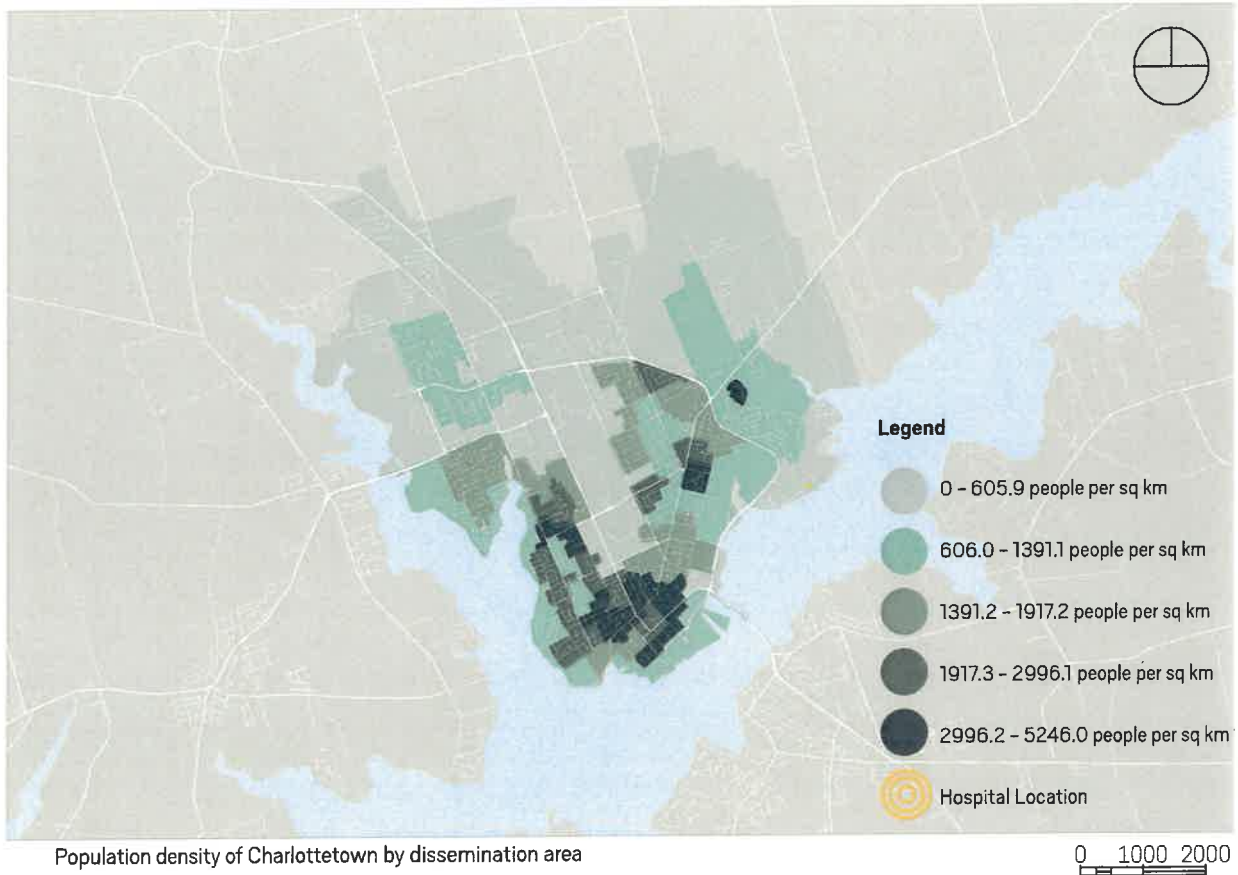 Legend
0 - 605.9 people per sq km
606.0 - 1391.1 people per sq km
1391.2 - 1917.2 people per sq km
1917.3 - 2996.1 people per sq km
2996.2 - 5246.0 people per sq km
Hospital Location
Population density of Charlottetown by dissemination area
0 1000 2000